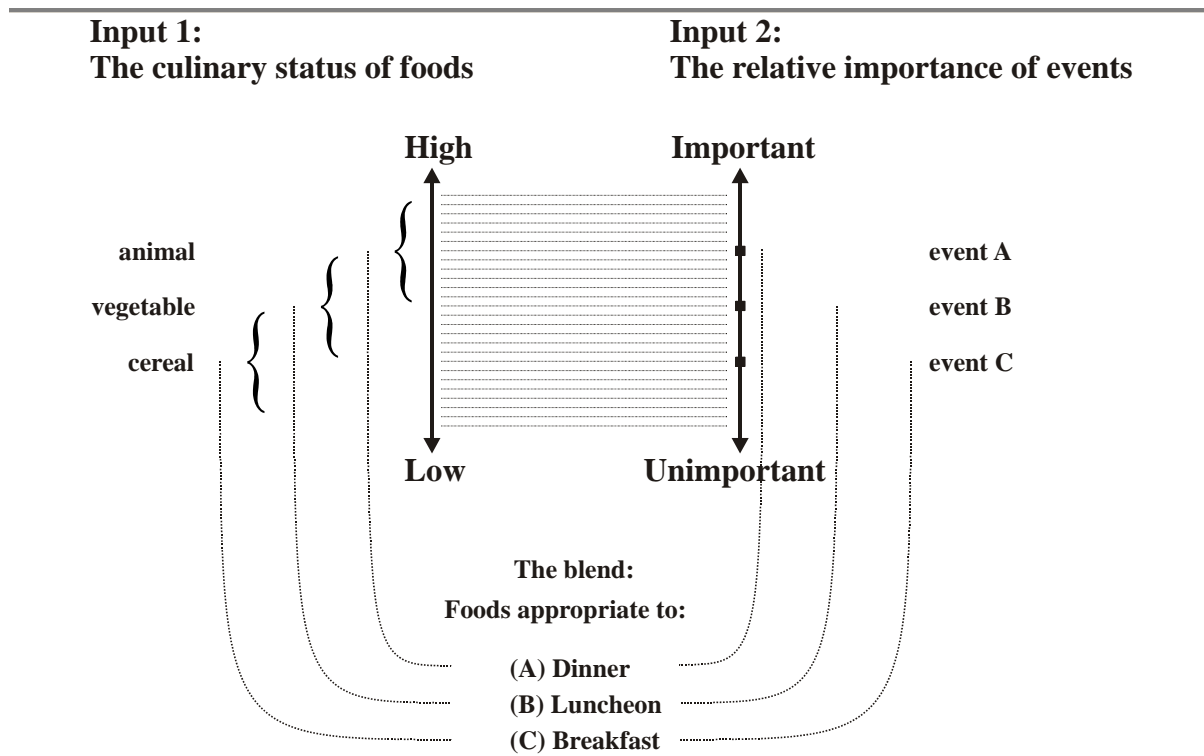 Input 1:
The culinary status of foods
Input 2:
The relative importance of events
High
Important
animal
event A
vegetable
event B
cereal
event C
Low
Unimportant
The blend:
Foods appropriate to:
(A) Dinner
(B) Luncheon
(C) Breakfast